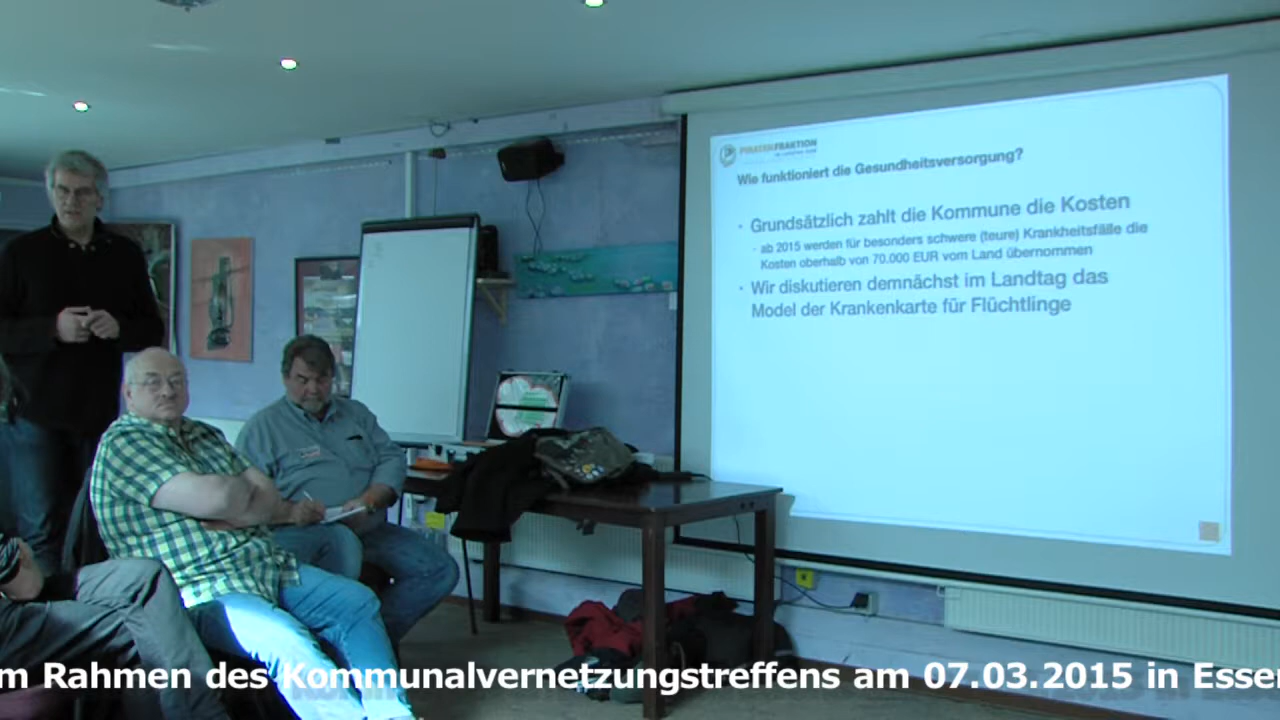 PIRATENFRAKTION
Wie funktioniert die Gesundheitsversorgung?
• Grundsätzlich zahlt die Kommune die Kosten
• ab 2015 werden für besonders schwere (teure) Krankheitsfälle die
Kosten oberhalb von 70.000 EUR vom Land übernommen
• Wir diskutieren demnächst im Landtag das
Model der Krankenkarte für Flüchtlinge
m Rahmen des Kommunalvernetzungstreffens am 07.03.2015 in Essen